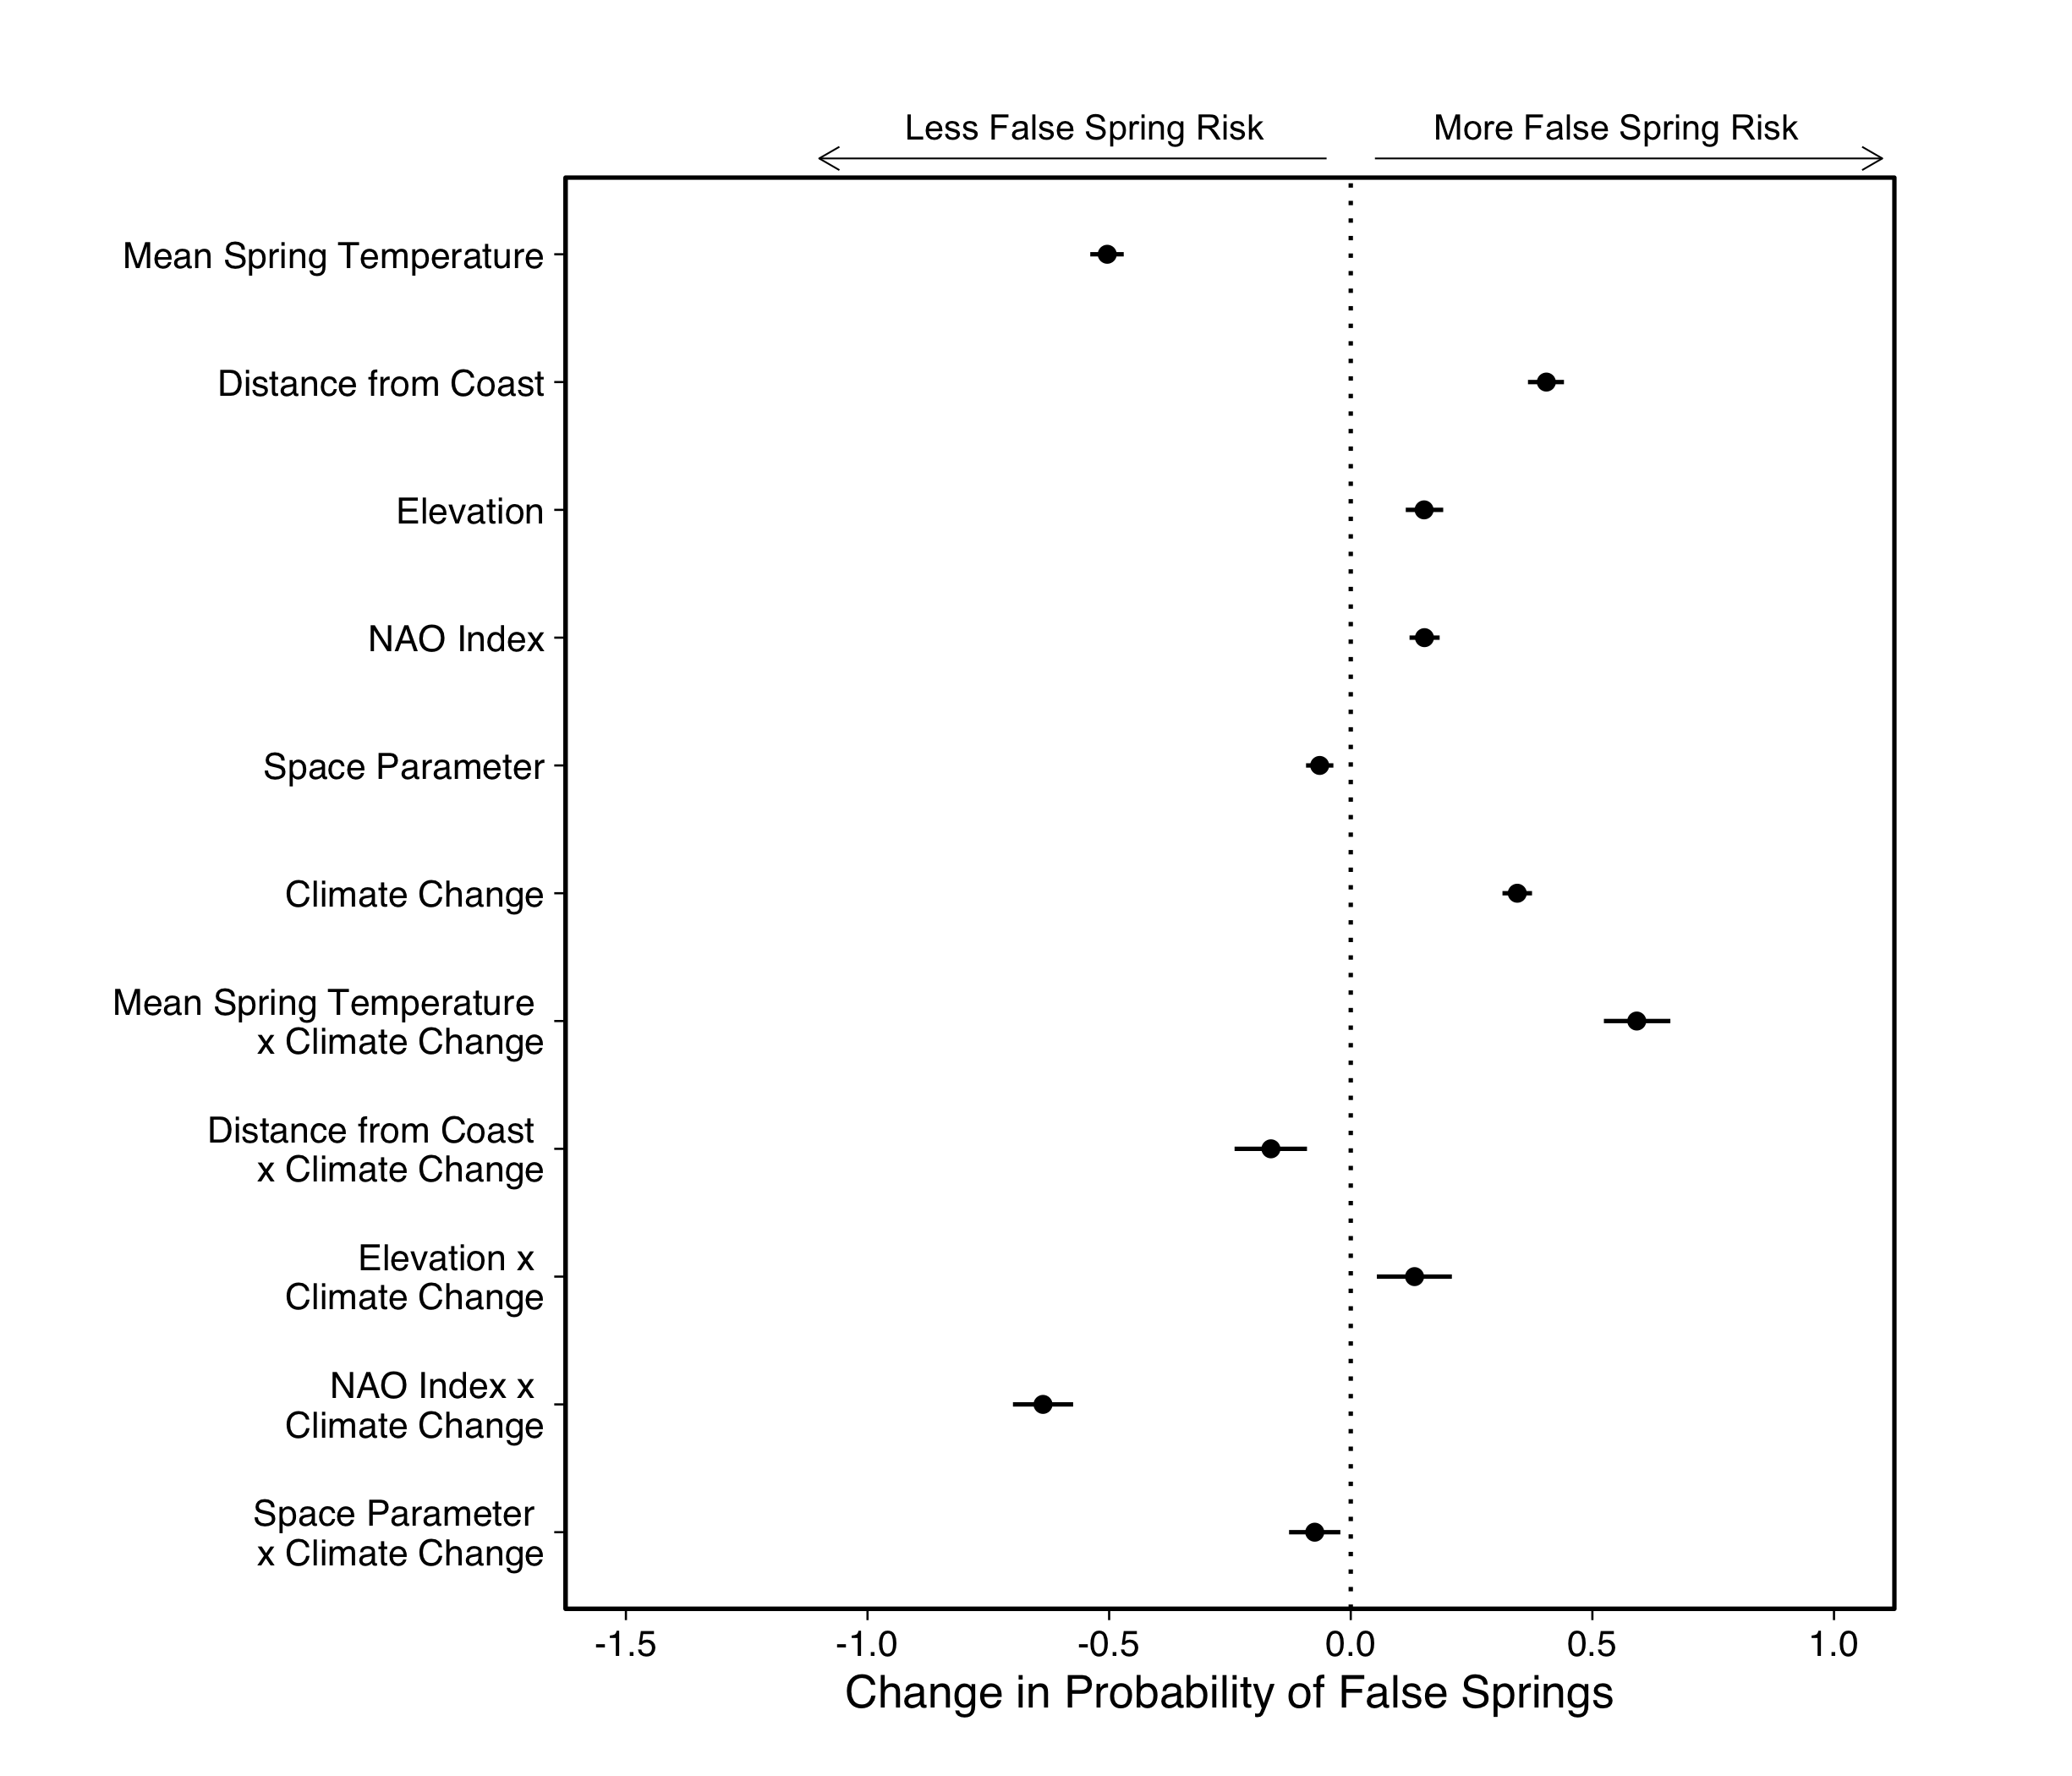 Less False Spring Risk
More False Spring Risk
Mean Spring Temperature
Distance from Coast
Elevation
NAO Index
Space Parameter
Climate Change
Mean Spring Temperature
x Climate Change
Distance from Coast
x Climate Change
Elevation x
Climate Change
NAO Index x
Climate Change
Space Parameter
x Climate Change
-1.5
-1.0
-0.5
0.0
0.5
1.0
Change in Probability of False Springs